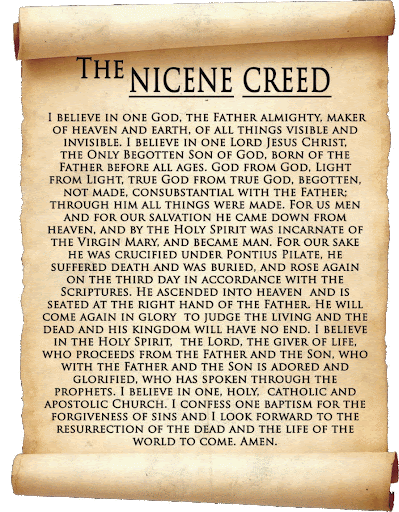 The NICENE CREED
I believe in one God, the Father almighty, maker
of heaven and earth, of all things visible and
invisible. I believe in one Lord Jesus Christ,
the Only Begotten Son of God, born of the
Father before all ages. God from God, Light
from Light, true God from true God, begotten,
not made, consubstantial with the Father;
through him all things were made. For us men
and for our salvation he came down from
heaven, and by the Holy Spirit was incarnate of
the Virgin Mary, and became man. For our sake
he was crucified under Pontius Pilate, he
suffered death and was buried, and rose again
on the third day in accordance with the
Scriptures. He ascended into heaven and is
seated at the right hand of the Father. He will
come again in glory to judge the living and the
dead and his kingdom will have no end. I believe
in the Holy Spirit, the Lord, the giver of life,
who proceeds from the Father and the Son, who
with the Father and the Son is adored and
glorified, who has spoken through the
prophets. I believe in one, holy, catholic and
apostolic Church. I confess one baptism for the
forgiveness of sins and I look forward to the
resurrection of the dead and the life of the
world to come. Amen.